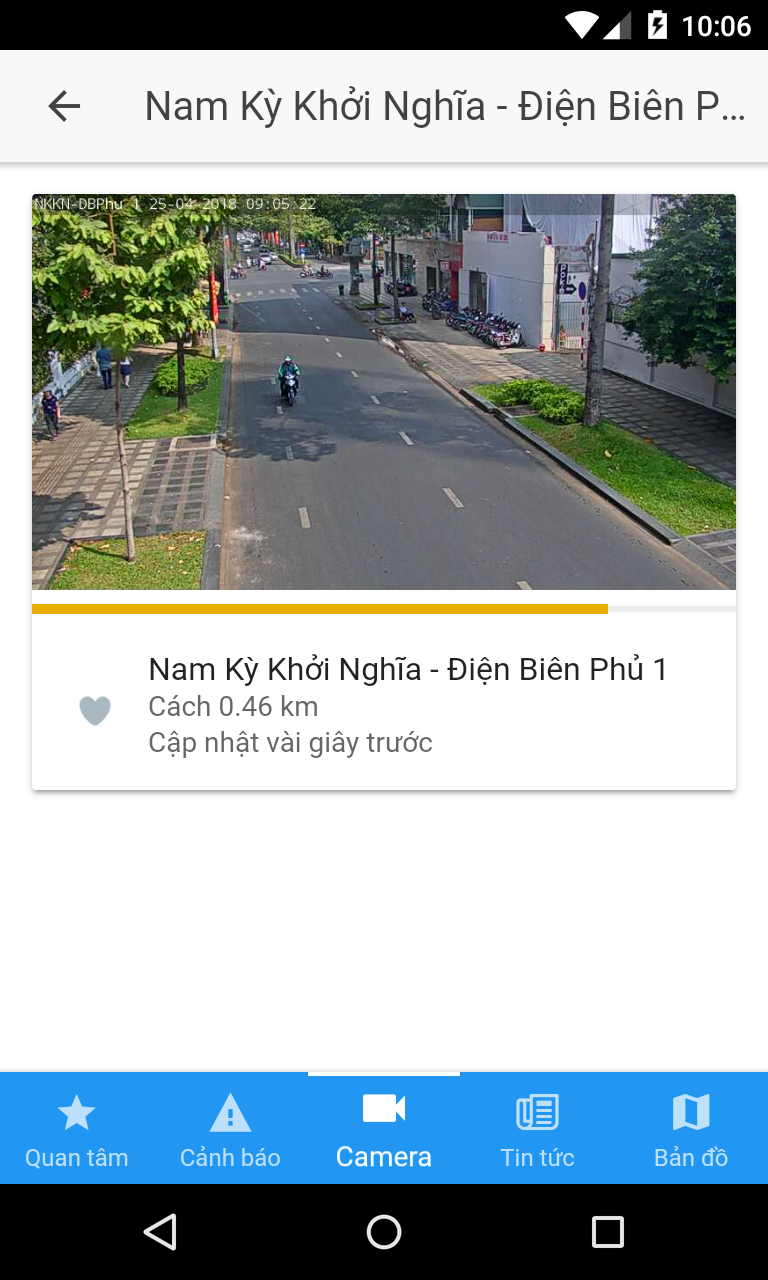 10:06
Nam Kỳ Khởi Nghĩa - Điện Biên P...
NKKN-DBPhu 1 25-04-2018 09:05:22
Nam Kỳ Khởi Nghĩa - Điện Biên Phủ 1
Cách 0.46 km
Cập nhật vài giây trước
Quan tâm
Cảnh báo
Camera
Tin tức
Bản đồ